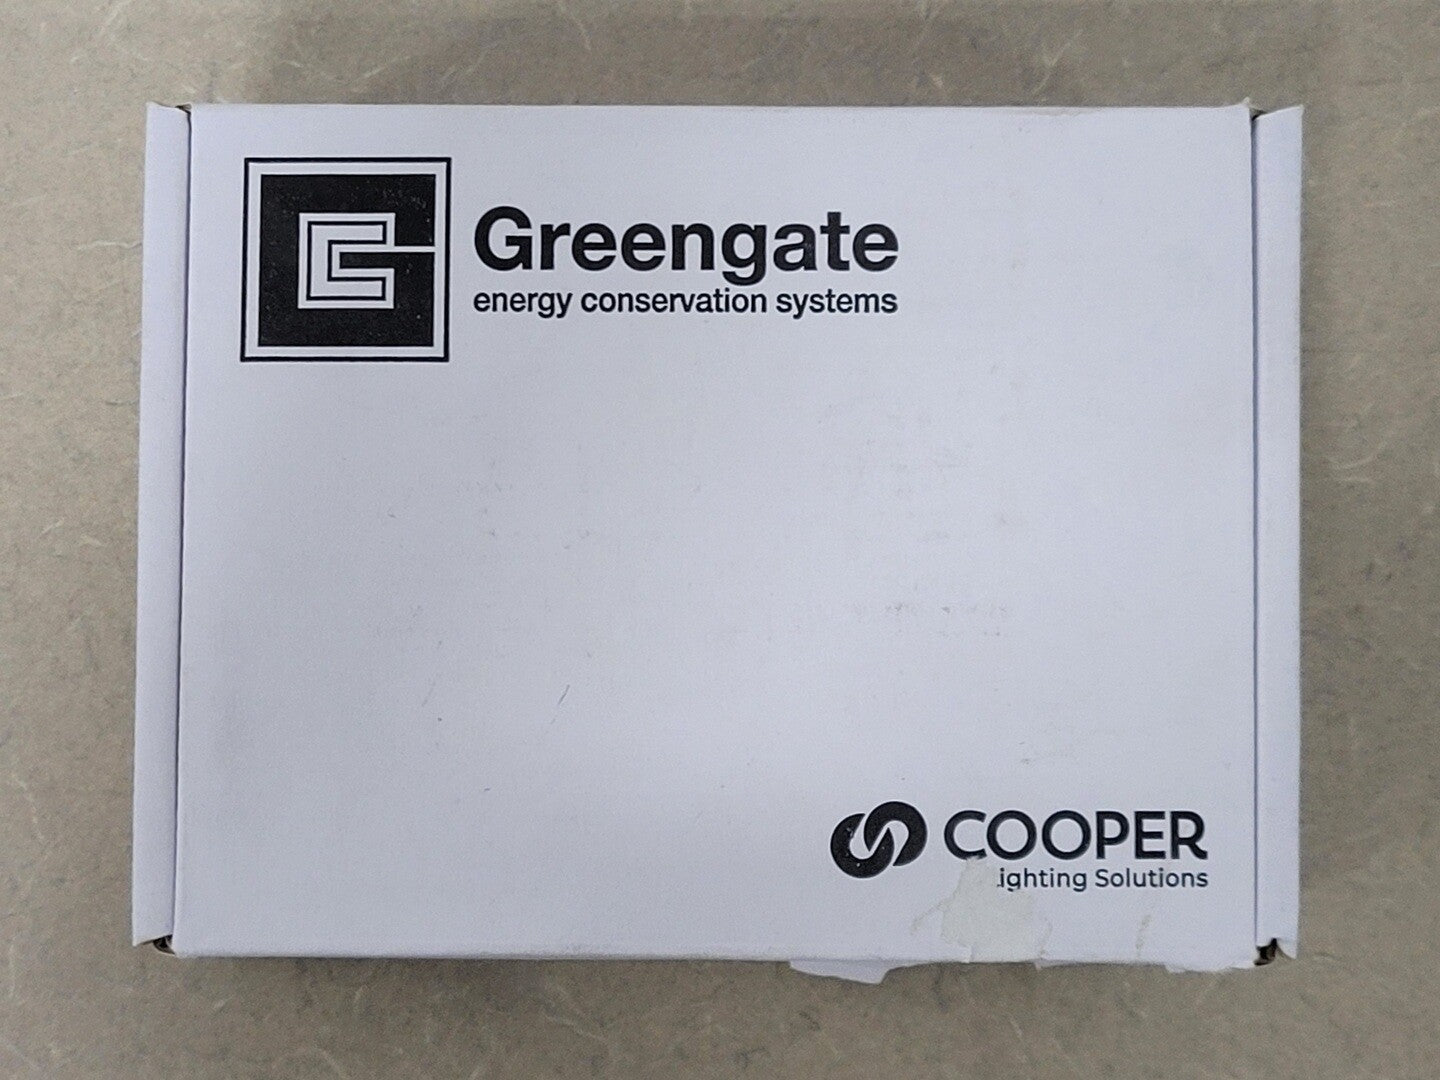 Greengate
energy conservation systems
COOPER
ighting Solutions